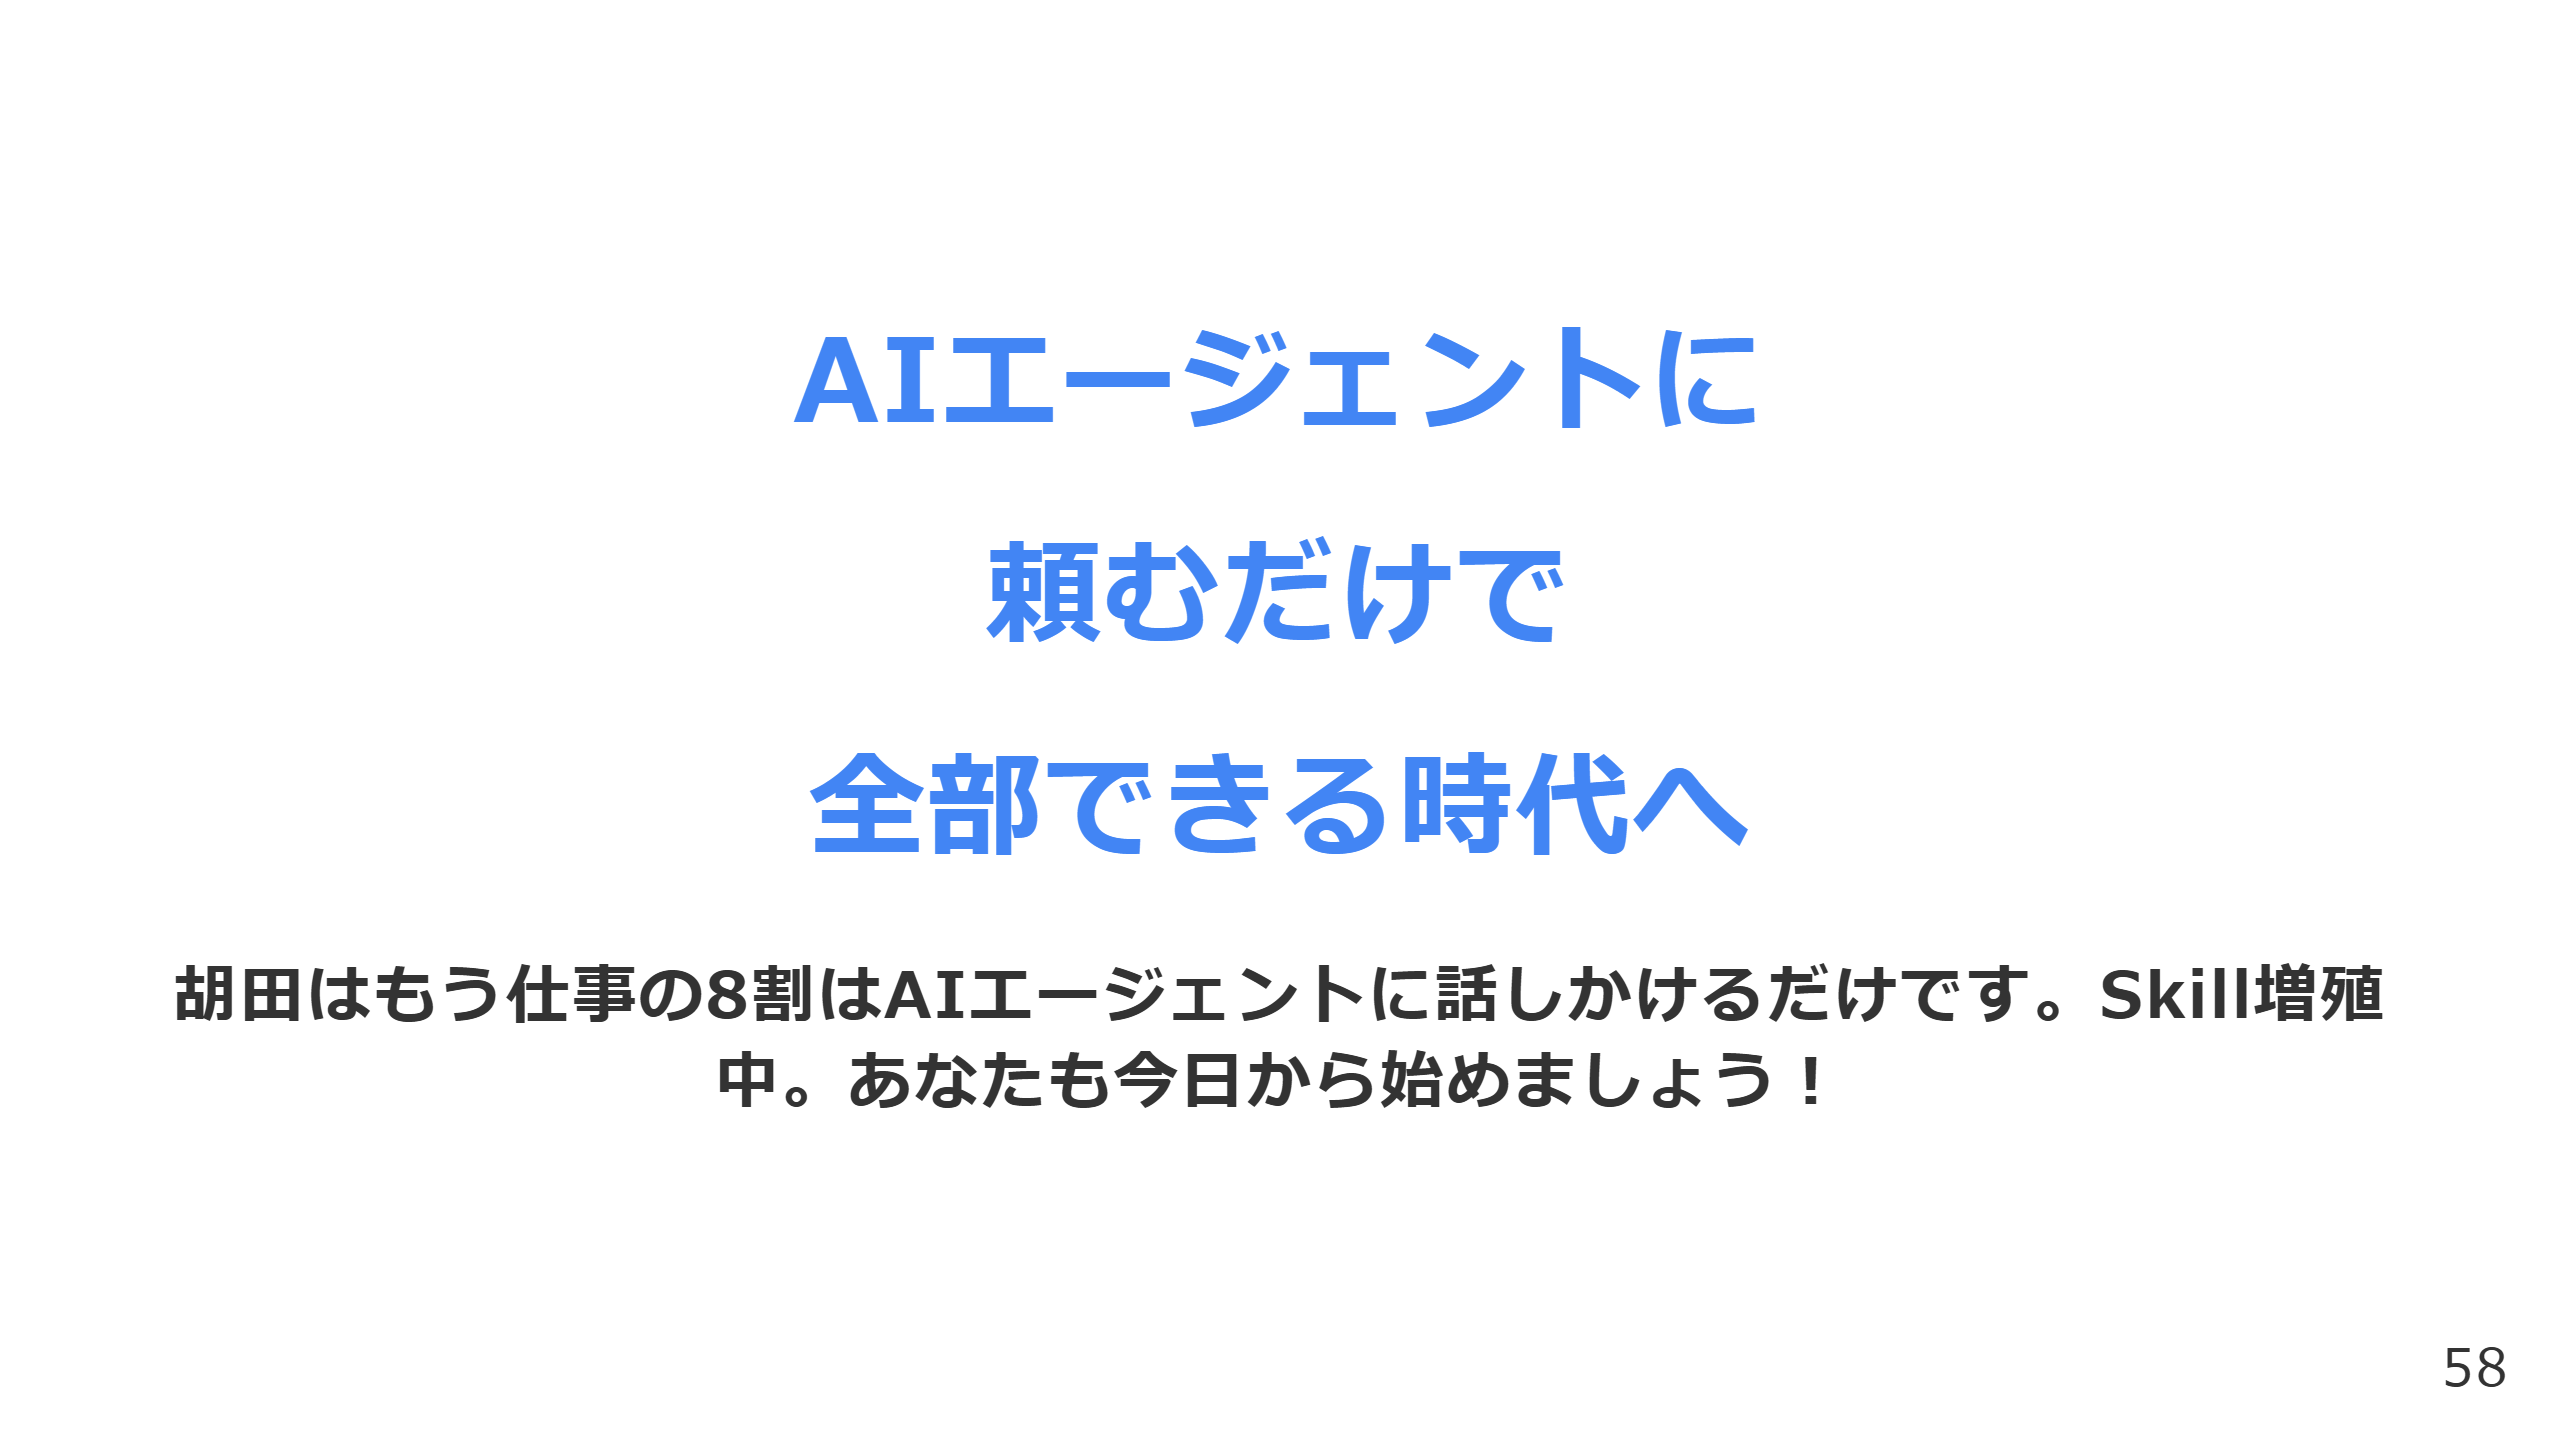 AIエージェントに
頼むだけで
全部できる時代へ
胡田はもう仕事の8割はAIエージェントに話しかけるだけです。Skill増殖
中。あなたも今日から始めましょう！
58